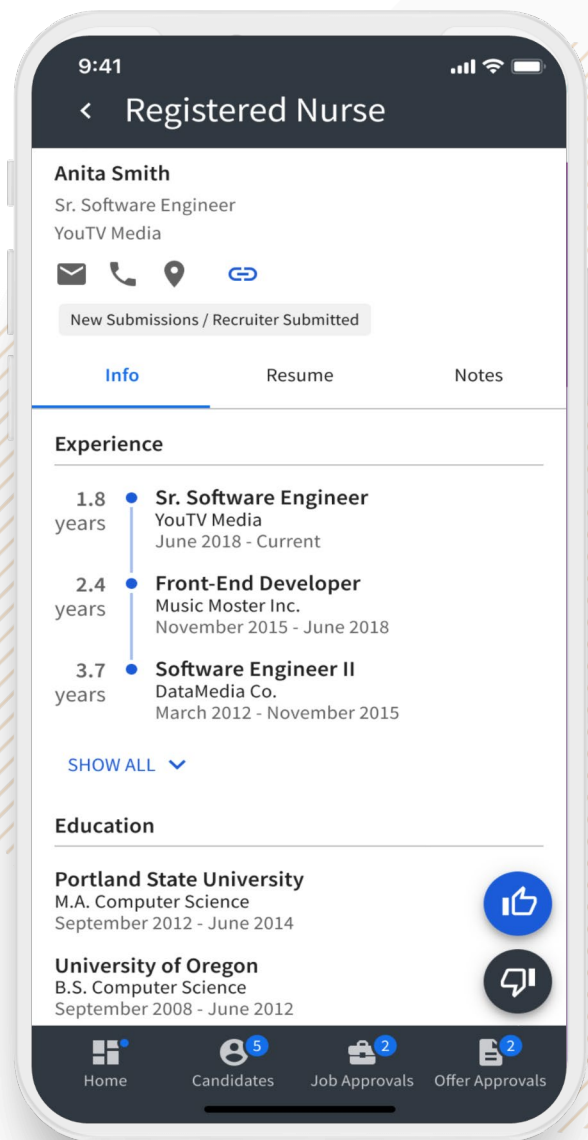 9:41
Registered Nurse
Anita Smith
Sr. Software Engineer
YouTV Media
New Submissions / Recruiter Submitted
Info Resume Notes
Experience
1.8 years
Sr. Software Engineer
YouTV Media
June 2018 - Current
2.4 years
Front-End Developer
Music Moster Inc.
November 2015 - June 2018
3.7 years
Software Engineer II
DataMedia Co.
March 2012 - November 2015
SHOW ALL
Education
Portland State University
M.A. Computer Science
September 2012 - June 2014
University of Oregon
B.S. Computer Science
September 2008 - June 2012
5 2 2
Home Candidates Job Approvals Offer Approvals